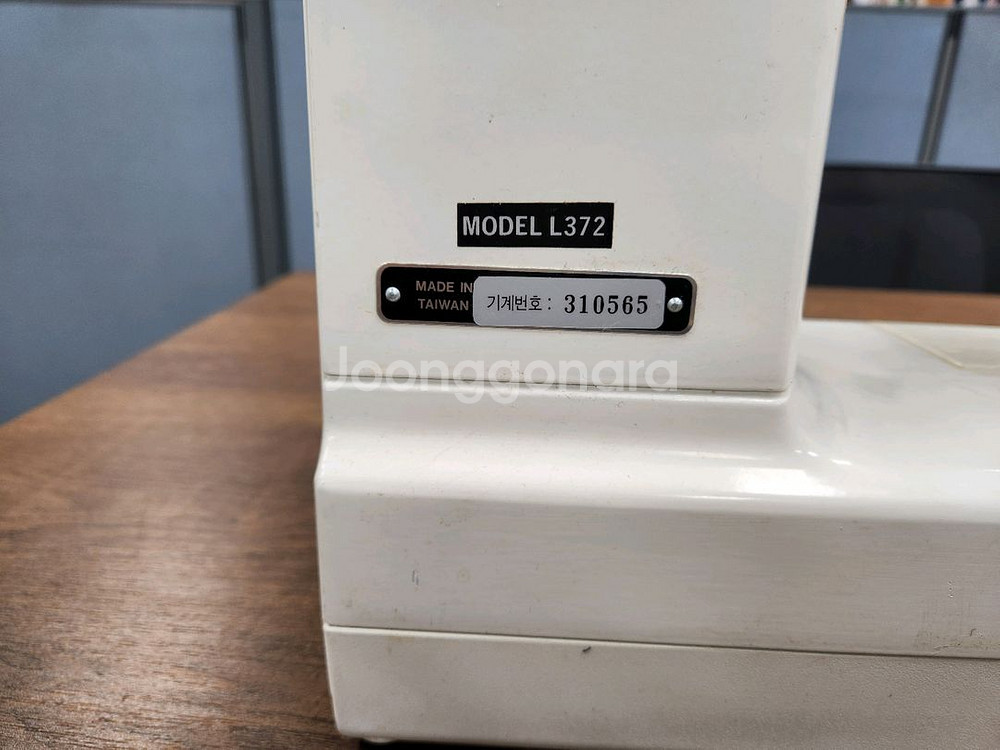 MODEL L372
MADE IN
TAIWAN
기계번호 : 310565
Joonggonara